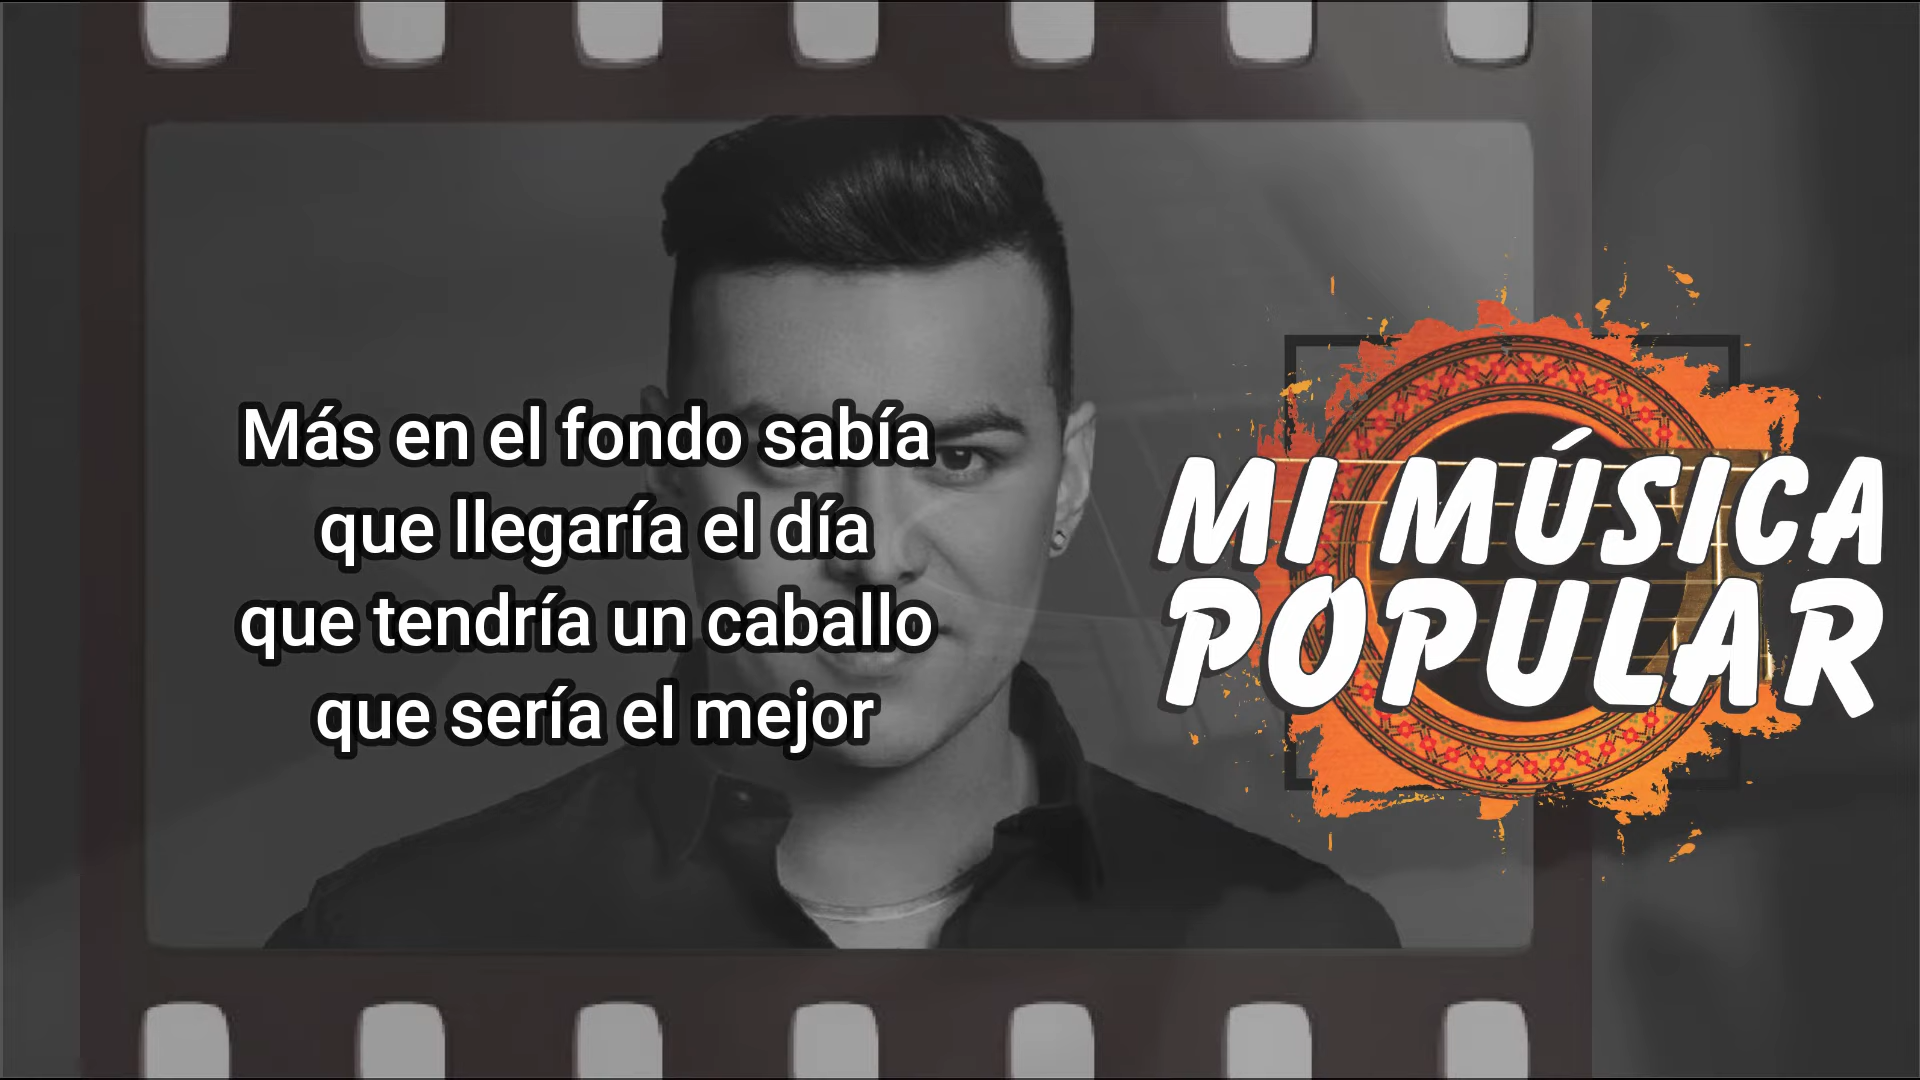 Más en el fondo sabía
que llegaría el día
que tendría un caballo
que sería el mejor
MI MÚSICA
POPULAR